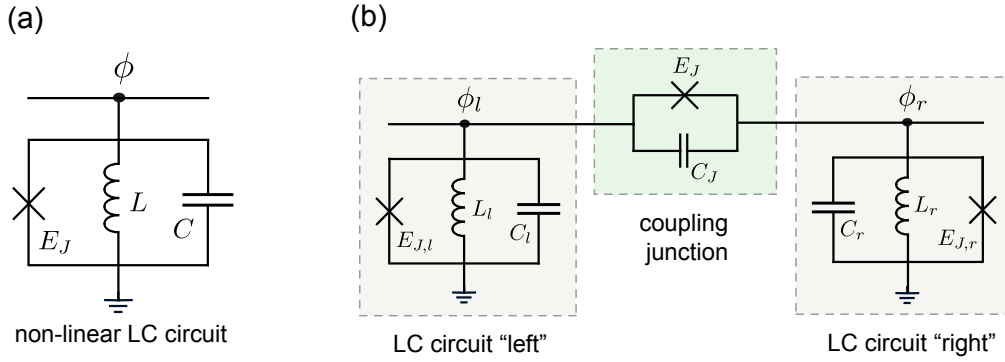 (a)
ϕ
E_J
L
C
non-linear LC circuit
(b)
ϕ_l
E_{J,l}
L_l
C_l
LC circuit “left”
E_J
C_J
coupling
junction
ϕ_r
C_r
L_r
E_{J,r}
LC circuit “right”